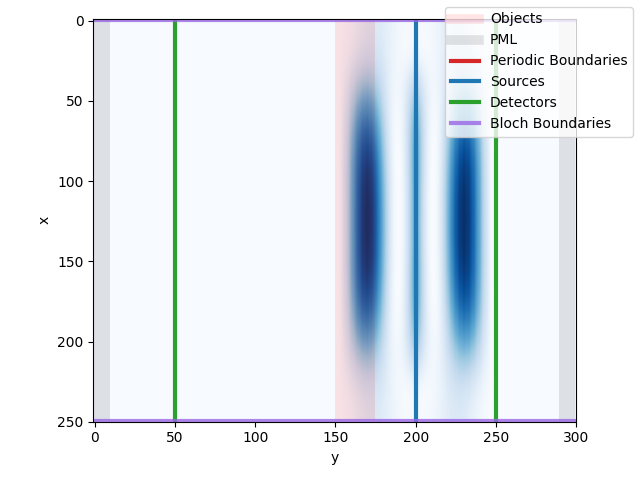 Objects
PML
Periodic Boundaries
Sources
Detectors
Bloch Boundaries
0
50
100
150
200
250
x
0
50
100
150
200
250
300
y